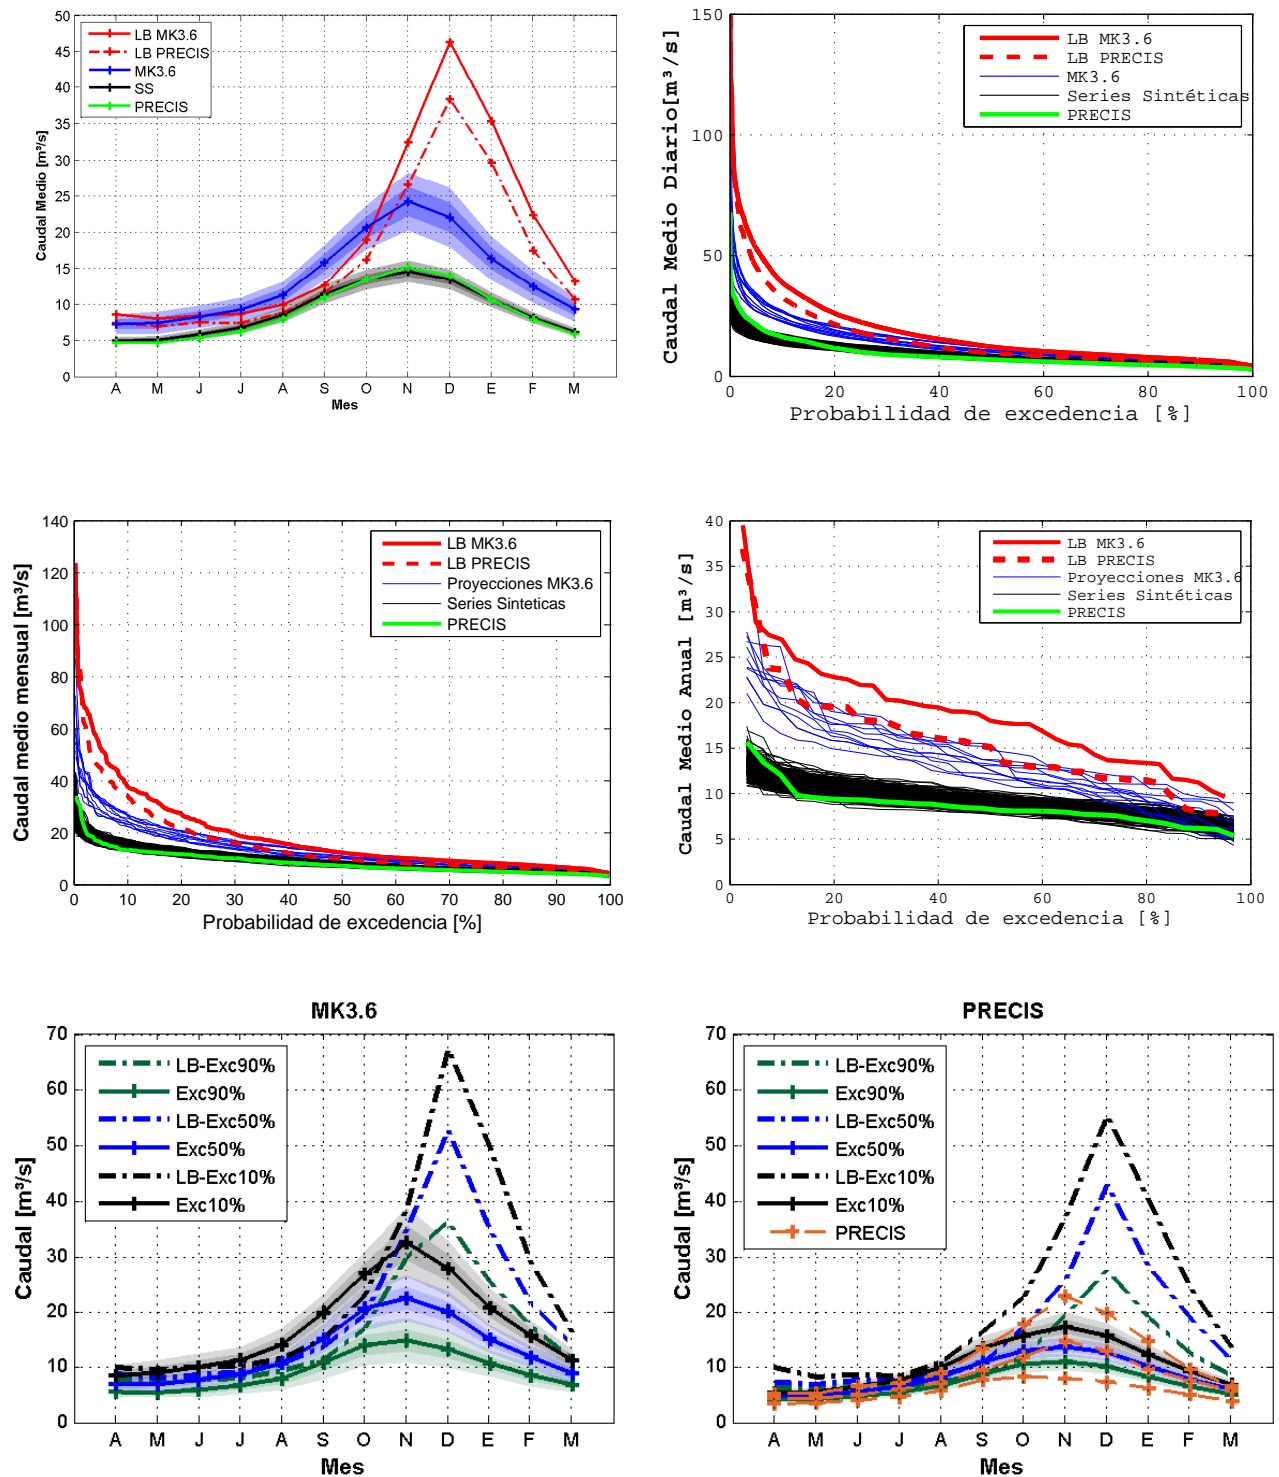 50
45
40
35
30
25
20
15
10
5
0
Caudal Medio [m³/s]
LB MK3.6
LB PRECIS
MK3.6
SS
PRECIS
A M J J A S O N D E F M
Mes
150
100
50
0
Caudal Medio Diario[m³/s]
LB MK3.6
LB PRECIS
MK3.6
Series Sintéticas
PRECIS
0 20 40 60 80 100
Probabilidad de excedencia [%]
140
120
100
80
60
40
20
0
Caudal medio mensual [m³/s]
LB MK3.6
LB PRECIS
Proyecciones MK3.6
Series Sinteticas
PRECIS
0 10 20 30 40 50 60 70 80 90 100
Probabilidad de excedencia [%]
40
35
30
25
20
15
10
5
0
Caudal Medio Anual [m³/s]
LB MK3.6
LB PRECIS
Proyecciones MK3.6
Series Sintéticas
PRECIS
0 20 40 60 80 100
Probabilidad de excedencia [%]
MK3.6
70
60
50
40
30
20
10
0
Caudal [m³/s]
LB-Exc90%
Exc90%
LB-Exc50%
Exc50%
LB-Exc10%
Exc10%
A M J J A S O N D E F M
Mes
PRECIS
70
60
50
40
30
20
10
0
Caudal [m³/s]
LB-Exc90%
Exc90%
LB-Exc50%
Exc50%
LB-Exc10%
Exc10%
PRECIS
A M J J A S O N D E F M
Mes